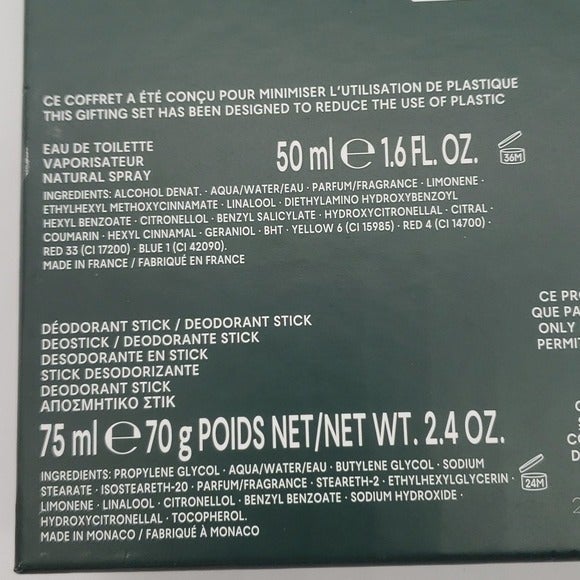 CE COFFRET A ÉTÉ CONÇU POUR MINIMISER L'UTILISATION DE PLASTIQUE
THIS GIFTING SET HAS BEEN DESIGNED TO REDUCE THE USE OF PLASTIC
EAU DE TOILETTE
VAPORISATEUR
NATURAL SPRAY
50 ml ℮ 1.6 FL. OZ.
36M
INGREDIENTS: ALCOHOL DENAT. · AQUA/WATER/EAU · PARFUM/FRAGRANCE · LIMONENE ·
ETHYLHEXYL METHOXYCINNAMATE · LINALOOL · DIETHYLAMINO HYDROXYBENZOYL
HEXYL BENZOATE · CITRONELLOL · BENZYL SALICYLATE · HYDROXYCITRONELLAL · CITRAL ·
COUMARIN · HEXYL CINNAMAL · GERANIOL · BHT · YELLOW 6 (CI 15985) · RED 4 (CI 14700) ·
RED 33 (CI 17200) · BLUE 1 (CI 42090).
MADE IN FRANCE / FABRIQUÉ EN FRANCE
CE PRO
QUE PA
ONLY
PERMIT
DÉODORANT STICK / DEODORANT STICK
DEOSTICK / DEODORANTE STICK
DESODORANTE EN STICK
STICK DESODORIZANTE
DEODORANT STICK
ΑΠΟΣΜΗΤΙΚΟ ΣΤΙΚ
75 ml ℮ 70 g POIDS NET/NET WT. 2.4 OZ.
24M
INGREDIENTS: PROPYLENE GLYCOL · AQUA/WATER/EAU · BUTYLENE GLYCOL · SODIUM
STEARATE · ISOSTEARETH-20 · PARFUM/FRAGRANCE · STEARETH-2 · ETHYLHEXYLGLYCERIN ·
LIMONENE · LINALOOL · CITRONELLOL · BENZYL BENZOATE · SODIUM HYDROXIDE ·
HYDROXYCITRONELLAL · TOCOPHEROL.
MADE IN MONACO / FABRIQUÉ À MONACO